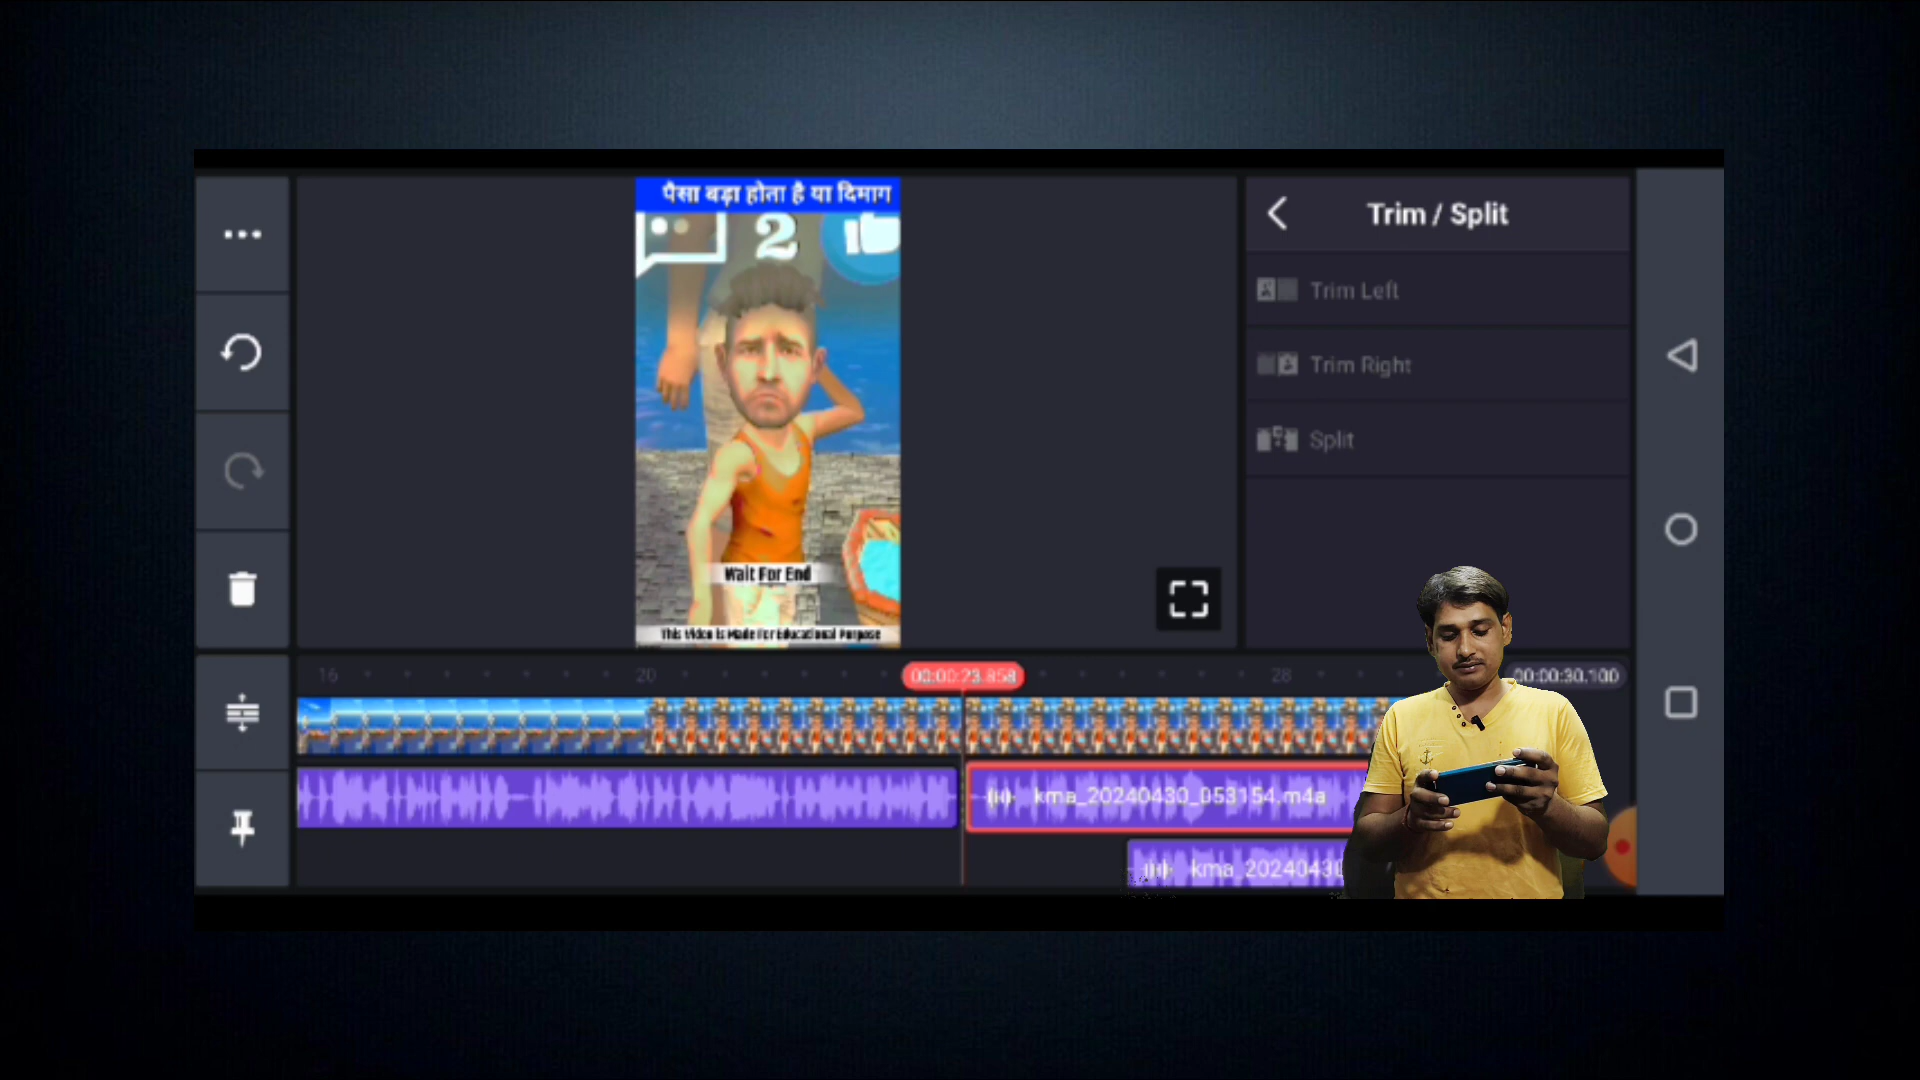 पैसा बड़ा होता है या दिमाग
2
Wait For End
This Video is Made For Educational Purpose
Trim / Split
Trim Left
Trim Right
Split
16
20
00:00:23.858
28
00:00:30.100
kma_20240430_053154.m4a
kma_2024043